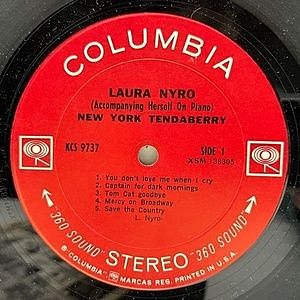 COLUMBIA
LAURA NYRO
(Accompanying Herself On Piano)
NEW YORK TENDABERRY
KCS 9737
SIDE 1
XSM 138395
1. You don't love me when I cry
2. Captain for dark mornings
3. Tom Cat goodbye
4. Mercy on Broadway
5. Save the Country
L. Nyro
360 SOUND STEREO 360 SOUND
® "COLUMBIA", MARCAS REG. PRINTED IN U.S.A.